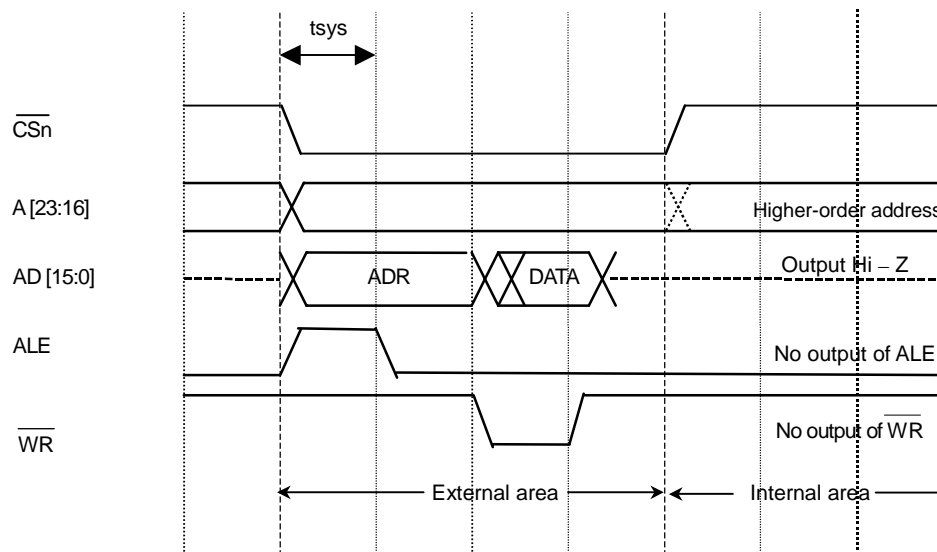 tsys
CSn
A [23:16]
Higher-order address
AD [15:0]
ADR
DATA
Output Hi – Z
ALE
No output of ALE
WR
No output of WR
External area
Internal area